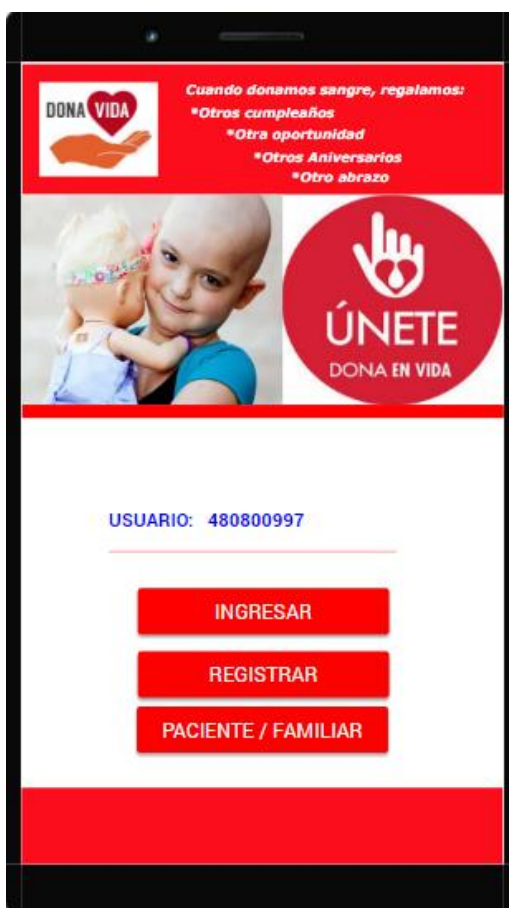 DONA VIDA
Cuando donamos sangre, regalamos:
*Otros cumpleaños
*Otra oportunidad
*Otros Aniversarios
*Otro abrazo
ÚNETE
DONA EN VIDA
USUARIO: 480800997
INGRESAR
REGISTRAR
PACIENTE / FAMILIAR